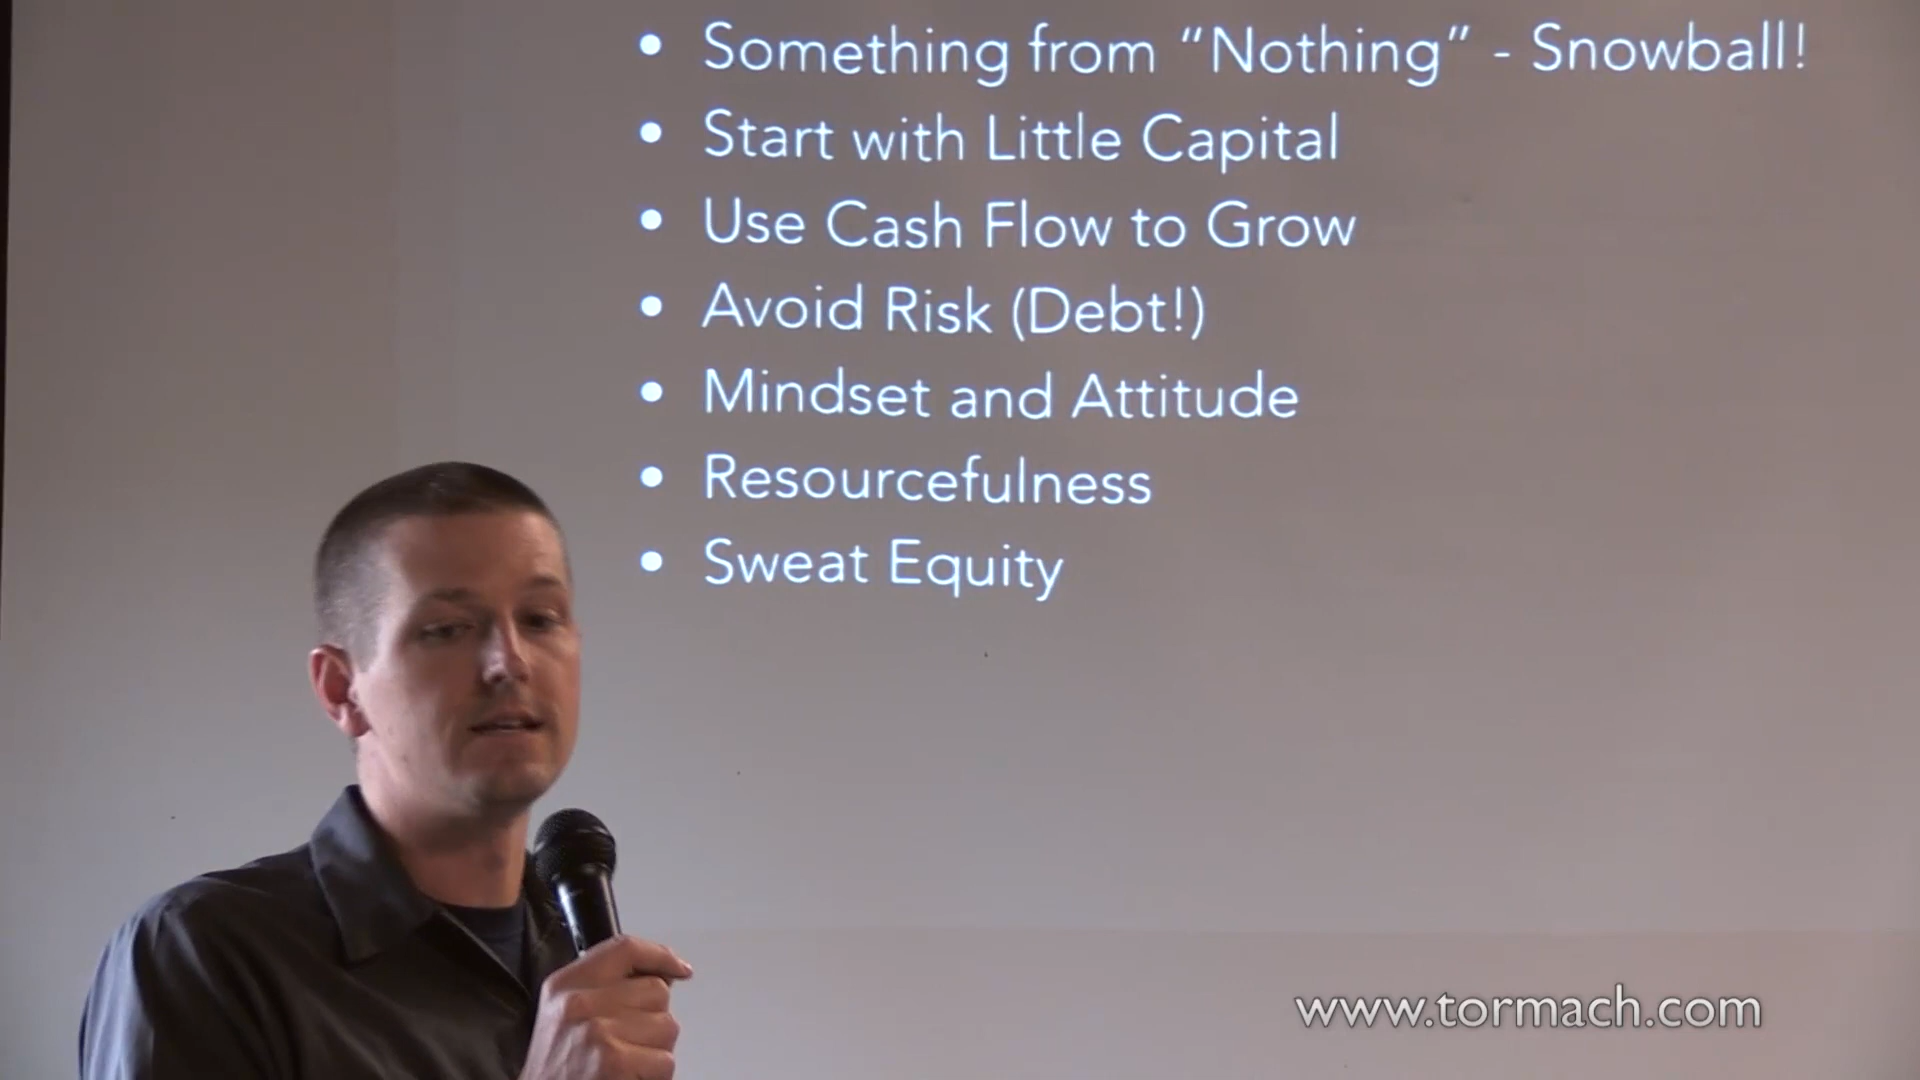 • Something from “Nothing” - Snowball!
• Start with Little Capital
• Use Cash Flow to Grow
• Avoid Risk (Debt!)
• Mindset and Attitude
• Resourcefulness
• Sweat Equity
www.tormach.com